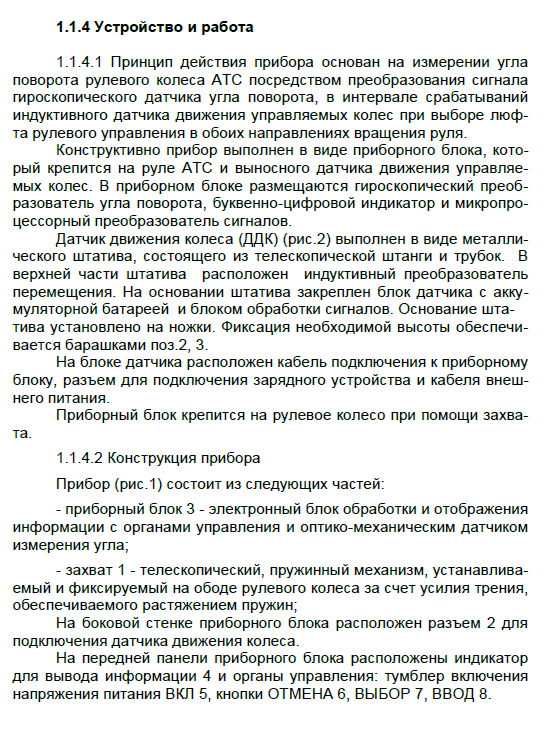 1.1.4 Устройство и работа
1.1.4.1 Принцип действия прибора основан на измерении угла
поворота рулевого колеса АТС посредством преобразования сигнала
гироскопического датчика угла поворота, в интервале срабатываний
индуктивного датчика движения управляемых колес при выборе люф-
та рулевого управления в обоих направлениях вращения руля.
Конструктивно прибор выполнен в виде приборного блока, кото-
рый крепится на руле АТС и выносного датчика движения управляе-
мых колес. В приборном блоке размещаются гироскопический преоб-
разователь угла поворота, буквенно-цифровой индикатор и микропро-
цессорный преобразователь сигналов.
Датчик движения колеса (ДДК) (рис.2) выполнен в виде металли-
ческого штатива, состоящего из телескопической штанги и трубок. В
верхней части штатива расположен индуктивный преобразователь
перемещения. На основании штатива закреплен блок датчика с акку-
муляторной батареей и блоком обработки сигналов. Основание шта-
тива установлено на ножки. Фиксация необходимой высоты обеспечи-
вается барашками поз.2, 3.
На блоке датчика расположен кабель подключения к приборному
блоку, разъем для подключения зарядного устройства и кабеля внеш-
него питания.
Приборный блок крепится на рулевое колесо при помощи захва-
та.
1.1.4.2 Конструкция прибора
Прибор (рис.1) состоит из следующих частей:
- приборный блок 3 - электронный блок обработки и отображения
информации с органами управления и оптико-механическим датчиком
измерения угла;
- захват 1 - телескопический, пружинный механизм, устанавлива-
емый и фиксируемый на ободе рулевого колеса за счет усилия трения,
обеспечиваемого растяжением пружин;
На боковой стенке приборного блока расположен разъем 2 для
подключения датчика движения колеса.
На передней панели приборного блока расположены индикатор
для вывода информации 4 и органы управления: тумблер включения
напряжения питания ВКЛ 5, кнопки ОТМЕНА 6, ВЫБОР 7, ВВОД 8.